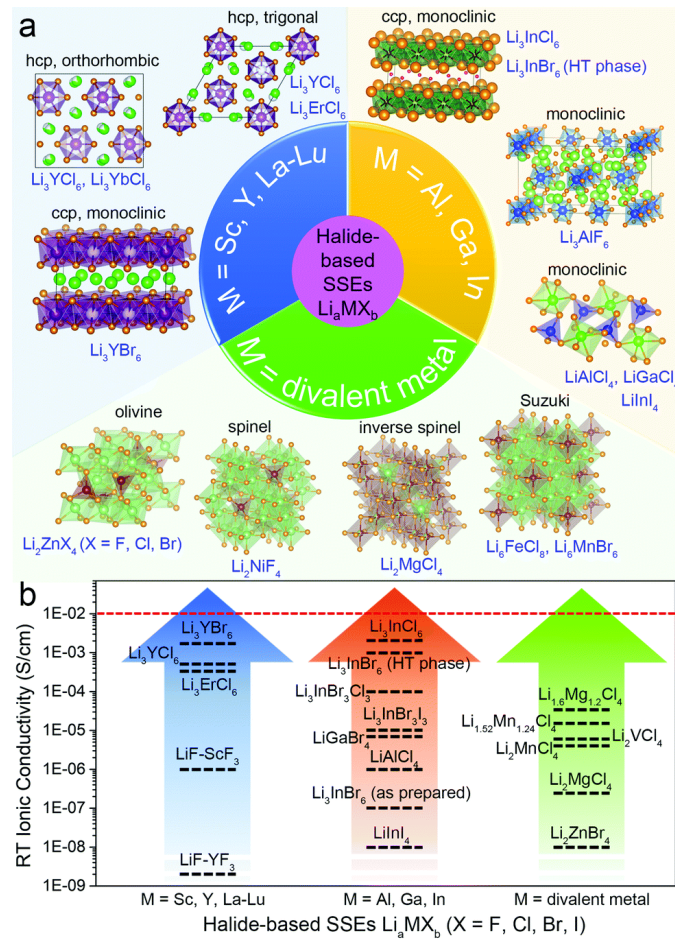 a
hcp, trigonal
Li₃YCl₆
Li₃ErCl₆
hcp, orthorhombic
Li₃YCl₆, Li₃YbCl₆
ccp, monoclinic
Li₃YBr₆
ccp, monoclinic
Li₃InCl₆
Li₃InBr₆ (HT phase)
monoclinic
Li₃AlF₆
monoclinic
LiAlCl₄, LiGaCl
LiInI₄
M = Sc, Y, La-Lu
M = Al, Ga, In
M = divalent metal
Halide-
based
SSEs
LiₐMX_b
olivine
Li₂ZnX₄ (X = F, Cl, Br)
spinel
Li₂NiF₄
inverse spinel
Li₂MgCl₄
Suzuki
Li₆FeCl₈, Li₆MnBr₆
b
RT Ionic Conductivity (S/cm)
1E-02
1E-03
1E-04
1E-05
1E-06
1E-07
1E-08
1E-09
Li₃YBr₆
Li₃YCl₆
Li₃ErCl₆
LiF-ScF₃
LiF-YF₃
Li₃InCl₆
Li₃InBr₆ (HT phase)
Li₃InBr₃Cl₃
Li₃InBr₃I₃
LiGaBr₄
LiAlCl₄
Li₃InBr₆ (as prepared)
LiInI₄
Li₁.₆Mg₁.₂Cl₄
Li₁.₅₂Mn₁.₂₄Cl₄
Li₂VCl₄
Li₂MnCl₄
Li₂MgCl₄
Li₂ZnBr₄
M = Sc, Y, La-Lu
M = Al, Ga, In
M = divalent metal
Halide-based SSEs LiₐMX_b (X = F, Cl, Br, I)